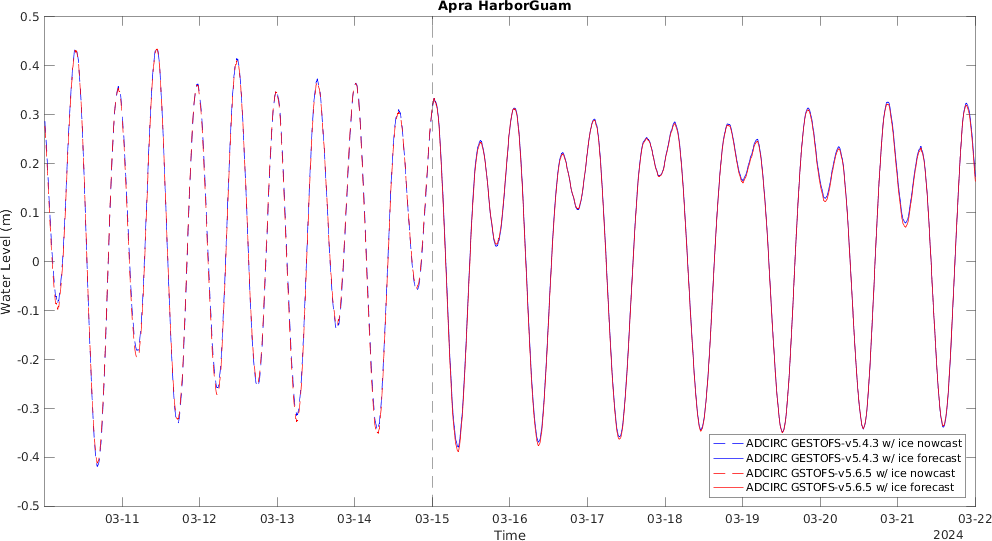 Apra HarborGuam
0.5
0.4
0.3
0.2
0.1
0
-0.1
-0.2
-0.3
-0.4
-0.5
Water Level (m)
ADCIRC GESTOFS-v5.4.3 w/ ice nowcast
ADCIRC GESTOFS-v5.4.3 w/ ice forecast
ADCIRC GSTOFS-v5.6.5 w/ ice nowcast
ADCIRC GSTOFS-v5.6.5 w/ ice forecast
03-11 03-12 03-13 03-14 03-15 03-16 03-17 03-18 03-19 03-20 03-21 03-22
Time
2024